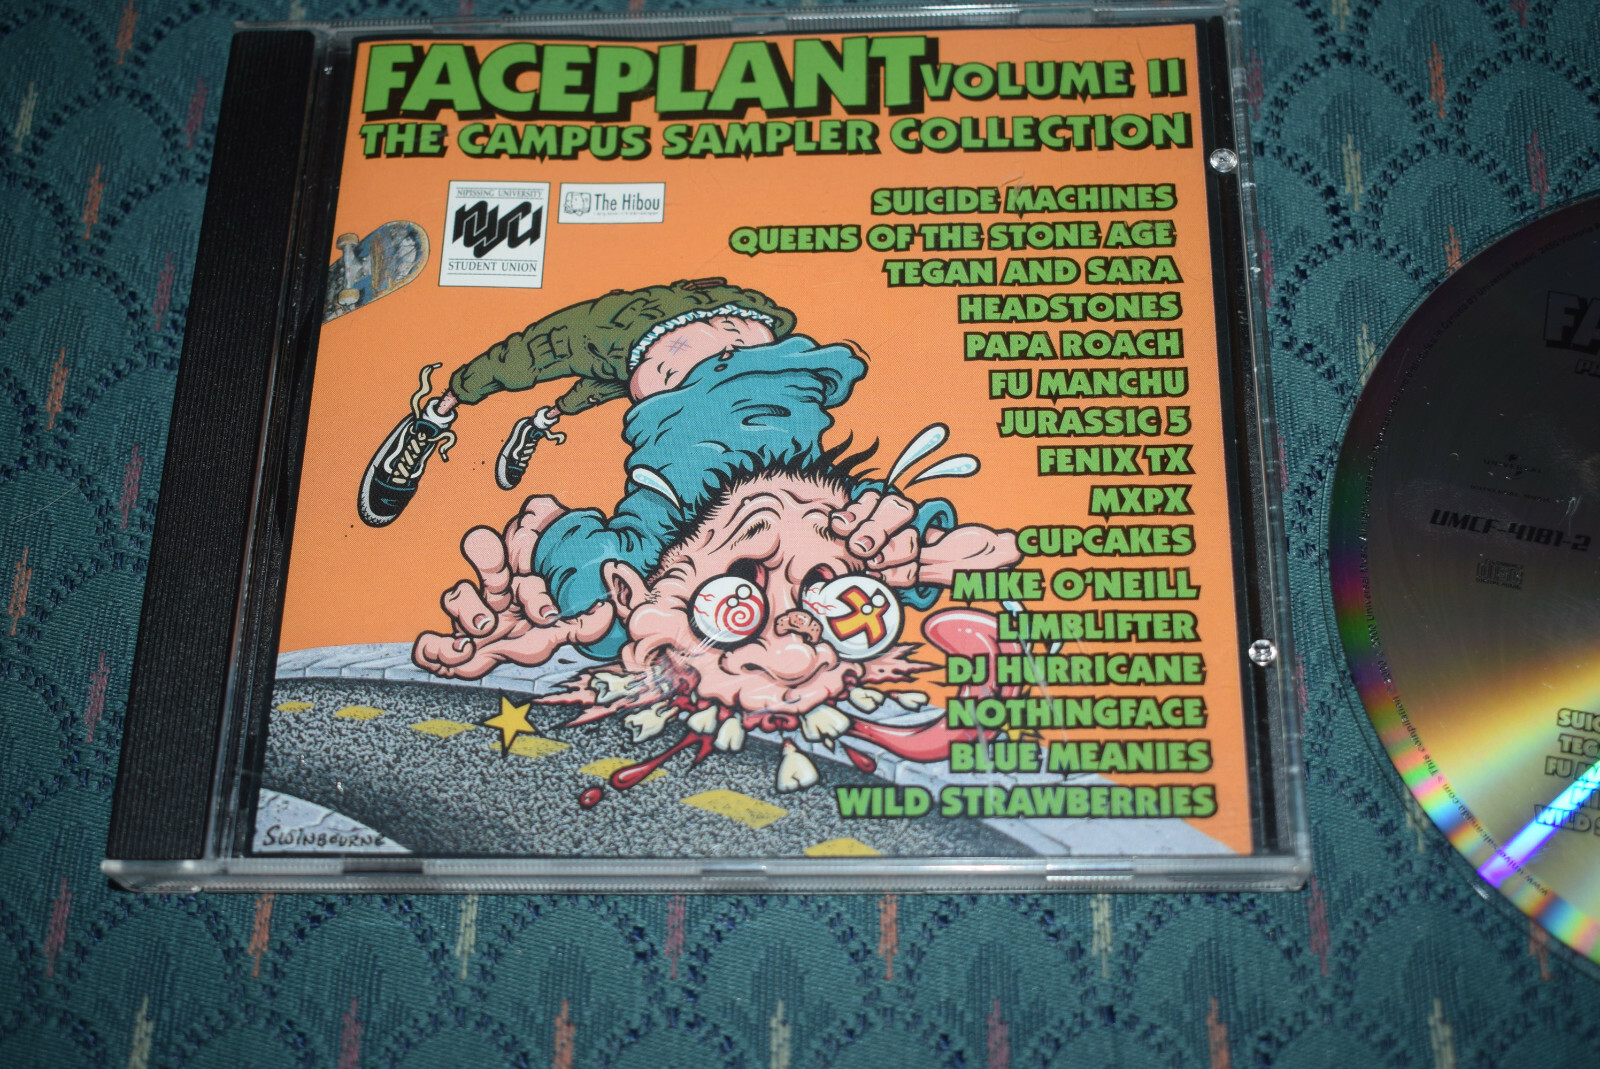 FACEPLANT VOLUME II
THE CAMPUS SAMPLER COLLECTION
NIPISSING UNIVERSITY
NUSU
STUDENT UNION
The Hibou
SUICIDE MACHINES
QUEENS OF THE STONE AGE
TEGAN AND SARA
HEADSTONES
PAPA ROACH
FU MANCHU
JURASSIC 5
FENIX TX
MXPX
CUPCAKES
MIKE O'NEILL
LIMBLIFTER
DJ HURRICANE
NOTHINGFACE
BLUE MEANIES
WILD STRAWBERRIES
SWINBOURNE
UMCF-4181-2